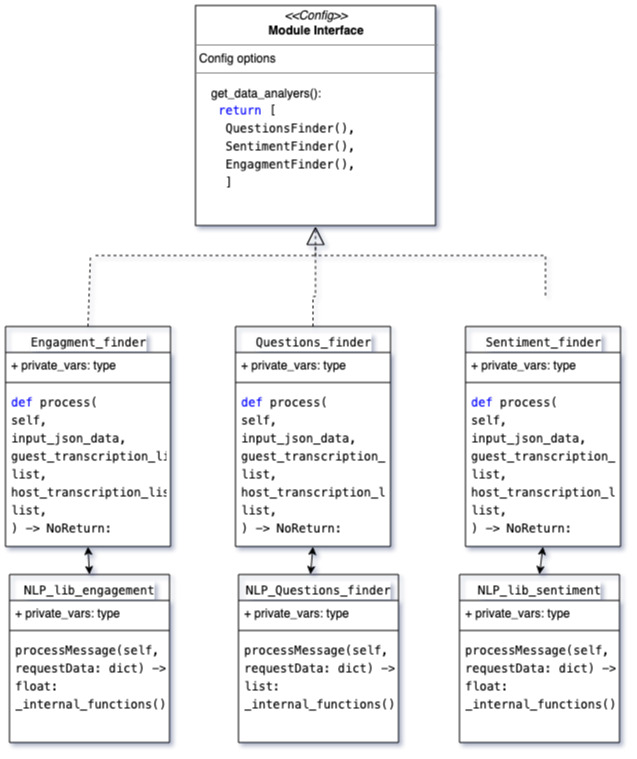 <<Config>>
Module Interface
Config options
get_data_analyers():
return [
QuestionsFinder(),
SentimentFinder(),
EngagmentFinder(),
]
Engagment_finder
+ private_vars: type
def process(
self,
input_json_data,
guest_transcription_li
list,
host_transcription_lis
list,
) -> NoReturn:
Questions_finder
+ private_vars: type
def process(
self,
input_json_data,
guest_transcription_
list,
host_transcription_l
list,
) -> NoReturn:
Sentiment_finder
+ private_vars: type
def process(
self,
input_json_data,
guest_transcription_
list,
host_transcription_l
list,
) -> NoReturn:
NLP_lib_engagement
+ private_vars: type
processMessage(self,
requestData: dict) ->
float:
_internal_functions()
NLP_Questions_finder
+ private_vars: type
processMessage(self,
requestData: dict) ->
list:
_internal_functions()
NLP_lib_sentiment
+ private_vars: type
processMessage(self,
requestData: dict) ->
float:
_internal_functions()